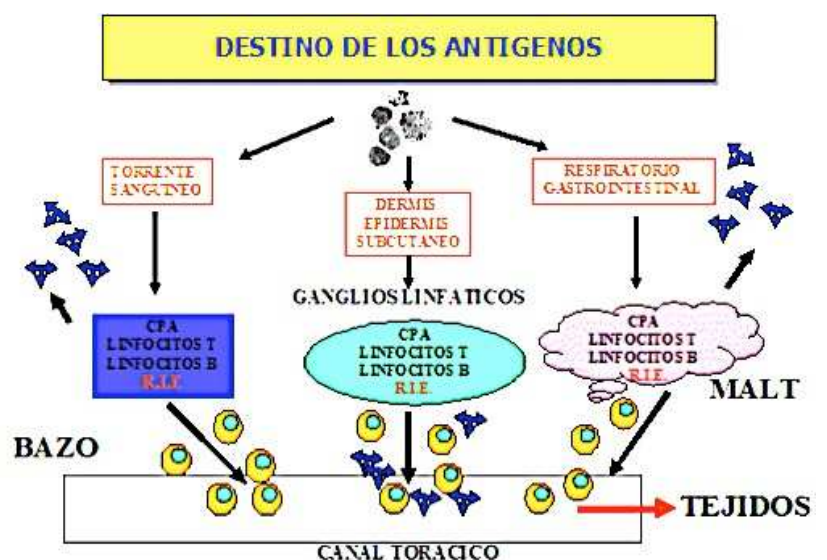 DESTINO DE LOS ANTIGENOS
TORRENTE
SANGUINEO
DERMIS
EPIDERMIS
SUBCUTANEO
RESPIRATORIO
GASTROINTESTINAL
GANGLIOS LINFATICOS
CPA
LINFOCITOS T
LINFOCITOS B
R.I.E.
CPA
LINFOCITOS T
LINFOCITOS B
R.I.E.
CPA
LINFOCITOS T
LINFOCITOS B
R.I.E.
MALT
BAZO
TEJIDOS
CANAL TORACICO